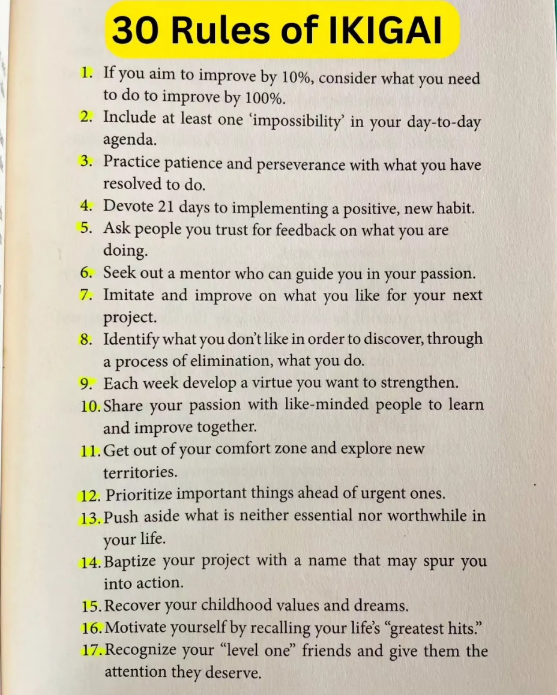 30 Rules of IKIGAI
1. If you aim to improve by 10%, consider what you need
to do to improve by 100%.
2. Include at least one ‘impossibility’ in your day-to-day
agenda.
3. Practice patience and perseverance with what you have
resolved to do.
4. Devote 21 days to implementing a positive, new habit.
5. Ask people you trust for feedback on what you are
doing.
6. Seek out a mentor who can guide you in your passion.
7. Imitate and improve on what you like for your next
project.
8. Identify what you don’t like in order to discover, through
a process of elimination, what you do.
9. Each week develop a virtue you want to strengthen.
10. Share your passion with like-minded people to learn
and improve together.
11. Get out of your comfort zone and explore new
territories.
12. Prioritize important things ahead of urgent ones.
13. Push aside what is neither essential nor worthwhile in
your life.
14. Baptize your project with a name that may spur you
into action.
15. Recover your childhood values and dreams.
16. Motivate yourself by recalling your life’s “greatest hits.”
17. Recognize your “level one” friends and give them the
attention they deserve.